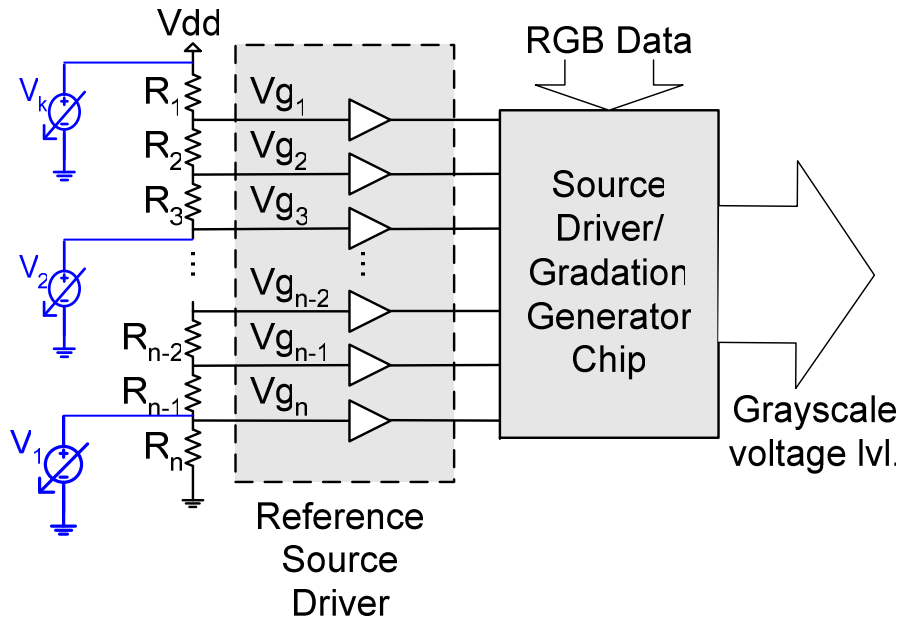 Vdd
RGB Data
Vk
R1
Vg1
R2
Vg2
R3
Vg3
V2
Vgn-2
Rn-2
Vgn-1
Rn-1
Vgn
V1
Rn
Source
Driver/
Gradation
Generator
Chip
Grayscale
voltage lvl.
Reference
Source
Driver